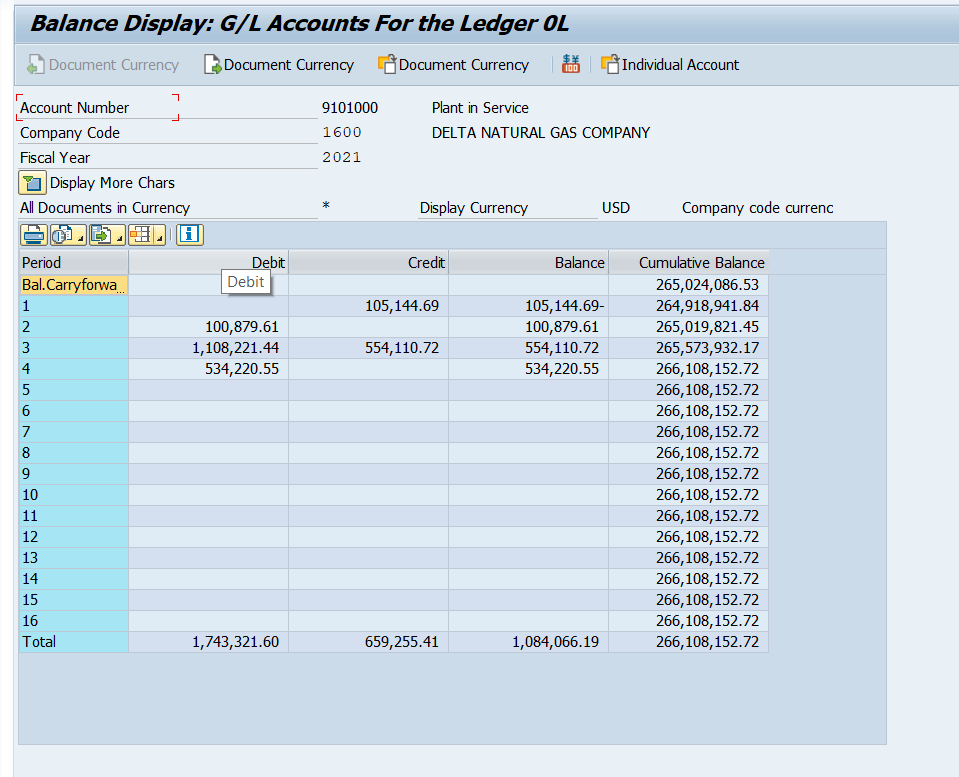 Balance Display: G/L Accounts For the Ledger 0L
Document Currency Document Currency Document Currency Individual Account
Account Number 9101000 Plant in Service
Company Code 1600 DELTA NATURAL GAS COMPANY
Fiscal Year 2021
Display More Chars
All Documents in Currency * Display Currency USD Company code currenc
Period Debit Credit Balance Cumulative Balance
Bal.Carryforwa... 265,024,086.53
Debit
1 105,144.69 105,144.69- 264,918,941.84
2 100,879.61 100,879.61 265,019,821.45
3 1,108,221.44 554,110.72 554,110.72 265,573,932.17
4 534,220.55 534,220.55 266,108,152.72
5 266,108,152.72
6 266,108,152.72
7 266,108,152.72
8 266,108,152.72
9 266,108,152.72
10 266,108,152.72
11 266,108,152.72
12 266,108,152.72
13 266,108,152.72
14 266,108,152.72
15 266,108,152.72
16 266,108,152.72
Total 1,743,321.60 659,255.41 1,084,066.19 266,108,152.72